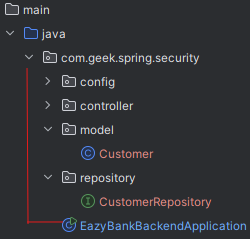 main
java
com.geek.spring.security
config
controller
model
Customer
repository
CustomerRepository
EazyBankBackendApplication